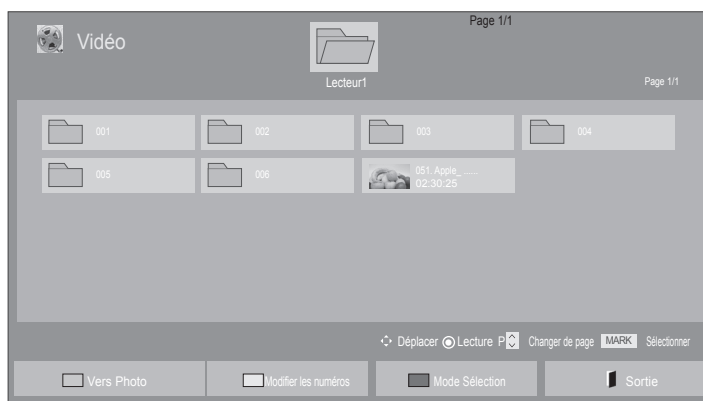 Page 1/1
Vidéo
Lecteur1
Page 1/1
001
002
003
004
005
006
051. Apple_ ......
02:30:25
Déplacer Lecture P Changer de page MARK Sélectionner
Vers Photo
Modifier les numéros
Mode Sélection
Sortie